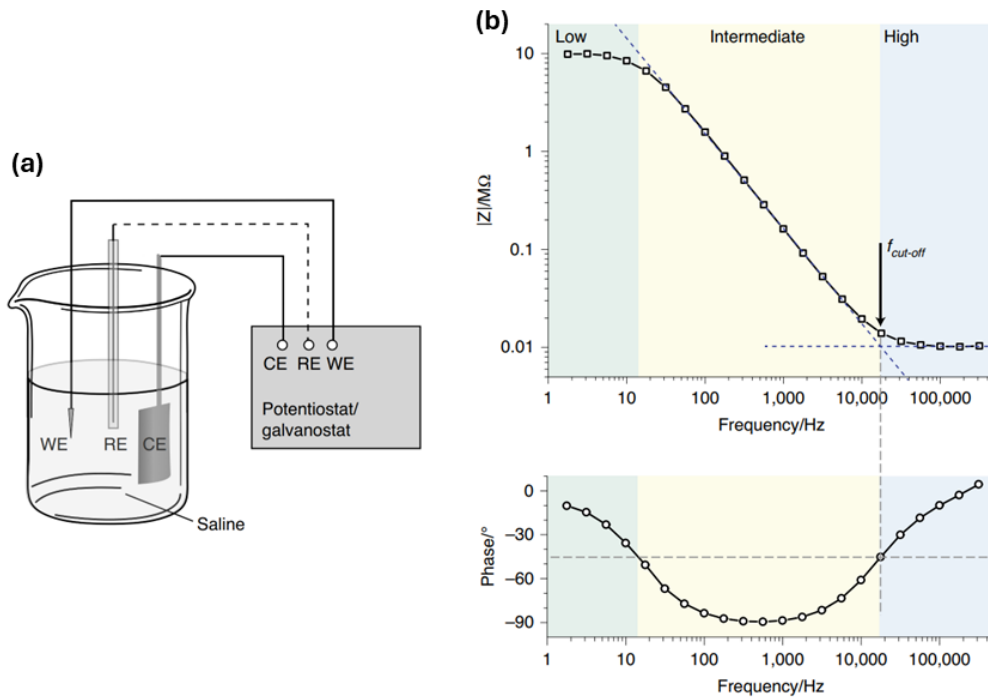 (a)
CE RE WE
Potentiostat/
galvanostat
WE RE CE
Saline
(b)
Low Intermediate High
10
1
0.1
0.01
|Z|/MΩ
f cut-off
1 10 100 1,000 10,000 100,000
Frequency/Hz
0
−30
−60
−90
Phase/°
1 10 100 1,000 10,000 100,000
Frequency/Hz